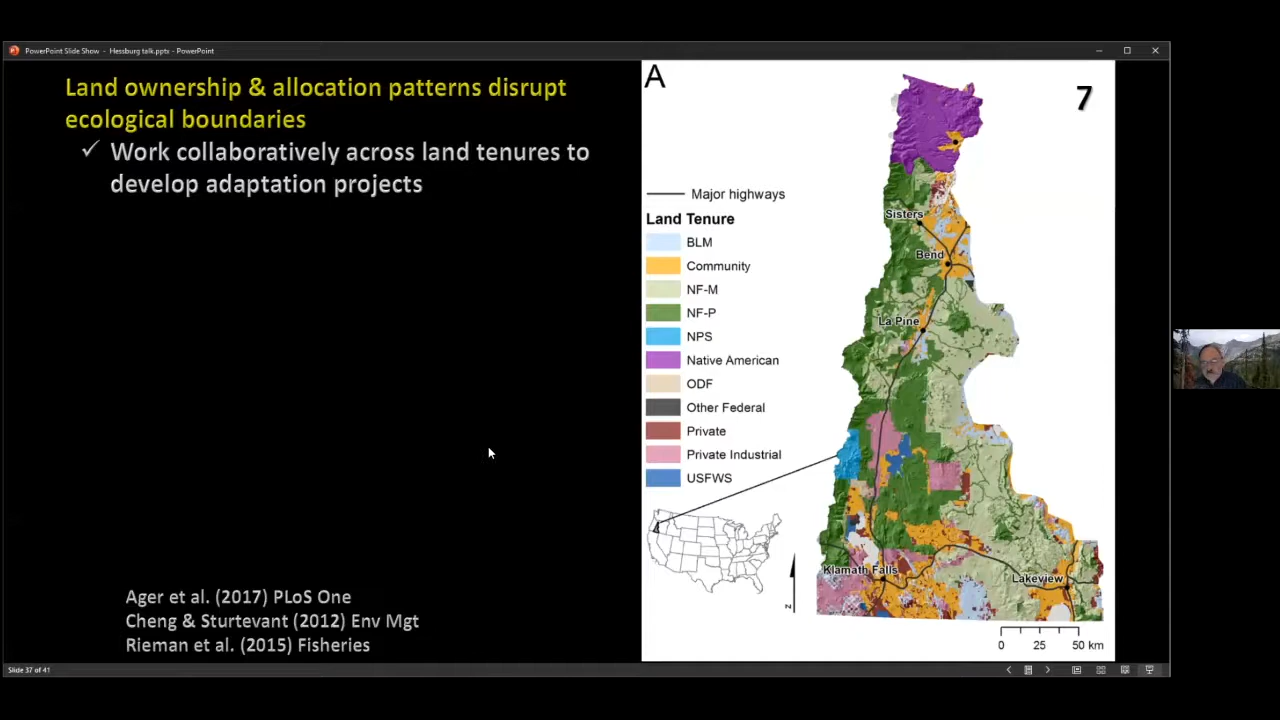 PowerPoint Slide Show - Hessburg talk.pptx - PowerPoint
Land ownership & allocation patterns disrupt
ecological boundaries
✓ Work collaboratively across land tenures to
develop adaptation projects
Ager et al. (2017) PLoS One
Cheng & Sturtevant (2012) Env Mgt
Rieman et al. (2015) Fisheries
A
7
Major highways
Land Tenure
BLM
Community
NF-M
NF-P
NPS
Native American
ODF
Other Federal
Private
Private Industrial
USFWS
Sisters
Bend
La Pine
Klamath Falls
Lakeview
N
0 25 50 km
Slide 37 of 41